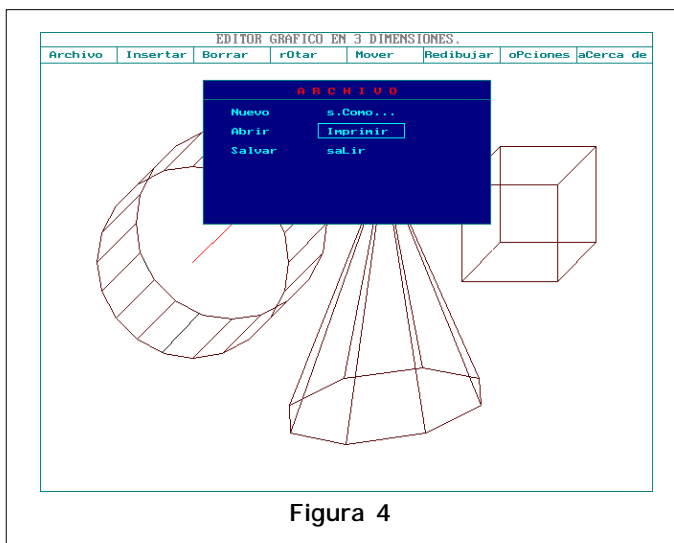 EDITOR GRAFICO EN 3 DIMENSIONES.
Archivo Insertar Borrar rOtar Mover Redibujar oPciones aCerca de
A R C H I V O
Nuevo s.Como...
Abrir Imprimir
Salvar saLir
Figura 4